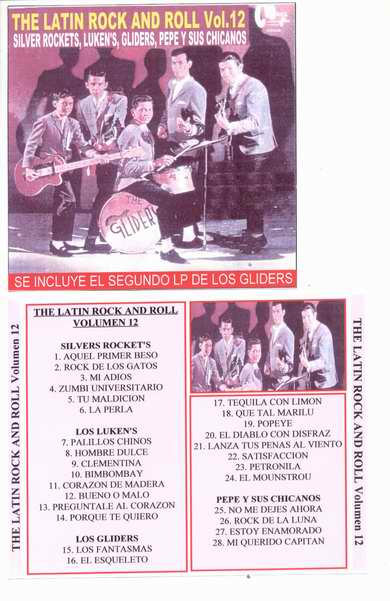 THE LATIN ROCK AND ROLL Vol.12
SILVER ROCKETS, LUKEN'S, GLIDERS, PEPE Y SUS CHICANOS
THE
GLIDERS
SE INCLUYE EL SEGUNDO LP DE LOS GLIDERS
THE LATIN ROCK AND ROLL Volumen 12
THE LATIN ROCK AND ROLL
VOLUMEN 12
SILVERS ROCKET'S
1. AQUEL PRIMER BESO
2. ROCK DE LOS GATOS
3. MI ADIOS
4. ZUMBI UNIVERSITARIO
5. TU MALDICION
6. LA PERLA
LOS LUKEN'S
7. PALILLOS CHINOS
8. HOMBRE DULCE
9. CLEMENTINA
10. BIMBOMBAY
11. CORAZON DE MADERA
12. BUENO O MALO
13. PREGUNTALE AL CORAZON
14. PORQUE TE QUIERO
LOS GLIDERS
15. LOS FANTASMAS
16. EL ESQUELETO
17. TEQUILA CON LIMON
18. QUE TAL MARILU
19. POPEYE
20. EL DIABLO CON DISFRAZ
21. LANZA TUS PENAS AL VIENTO
22. SATISFACCION
23. PETRONILA
24. EL MOUNSTROU
PEPE Y SUS CHICANOS
25. NO ME DEJES AHORA
26. ROCK DE LA LUNA
27. ESTOY ENAMORADO
28. MI QUERIDO CAPITAN
THE LATIN ROCK AND ROLL Volumen 12